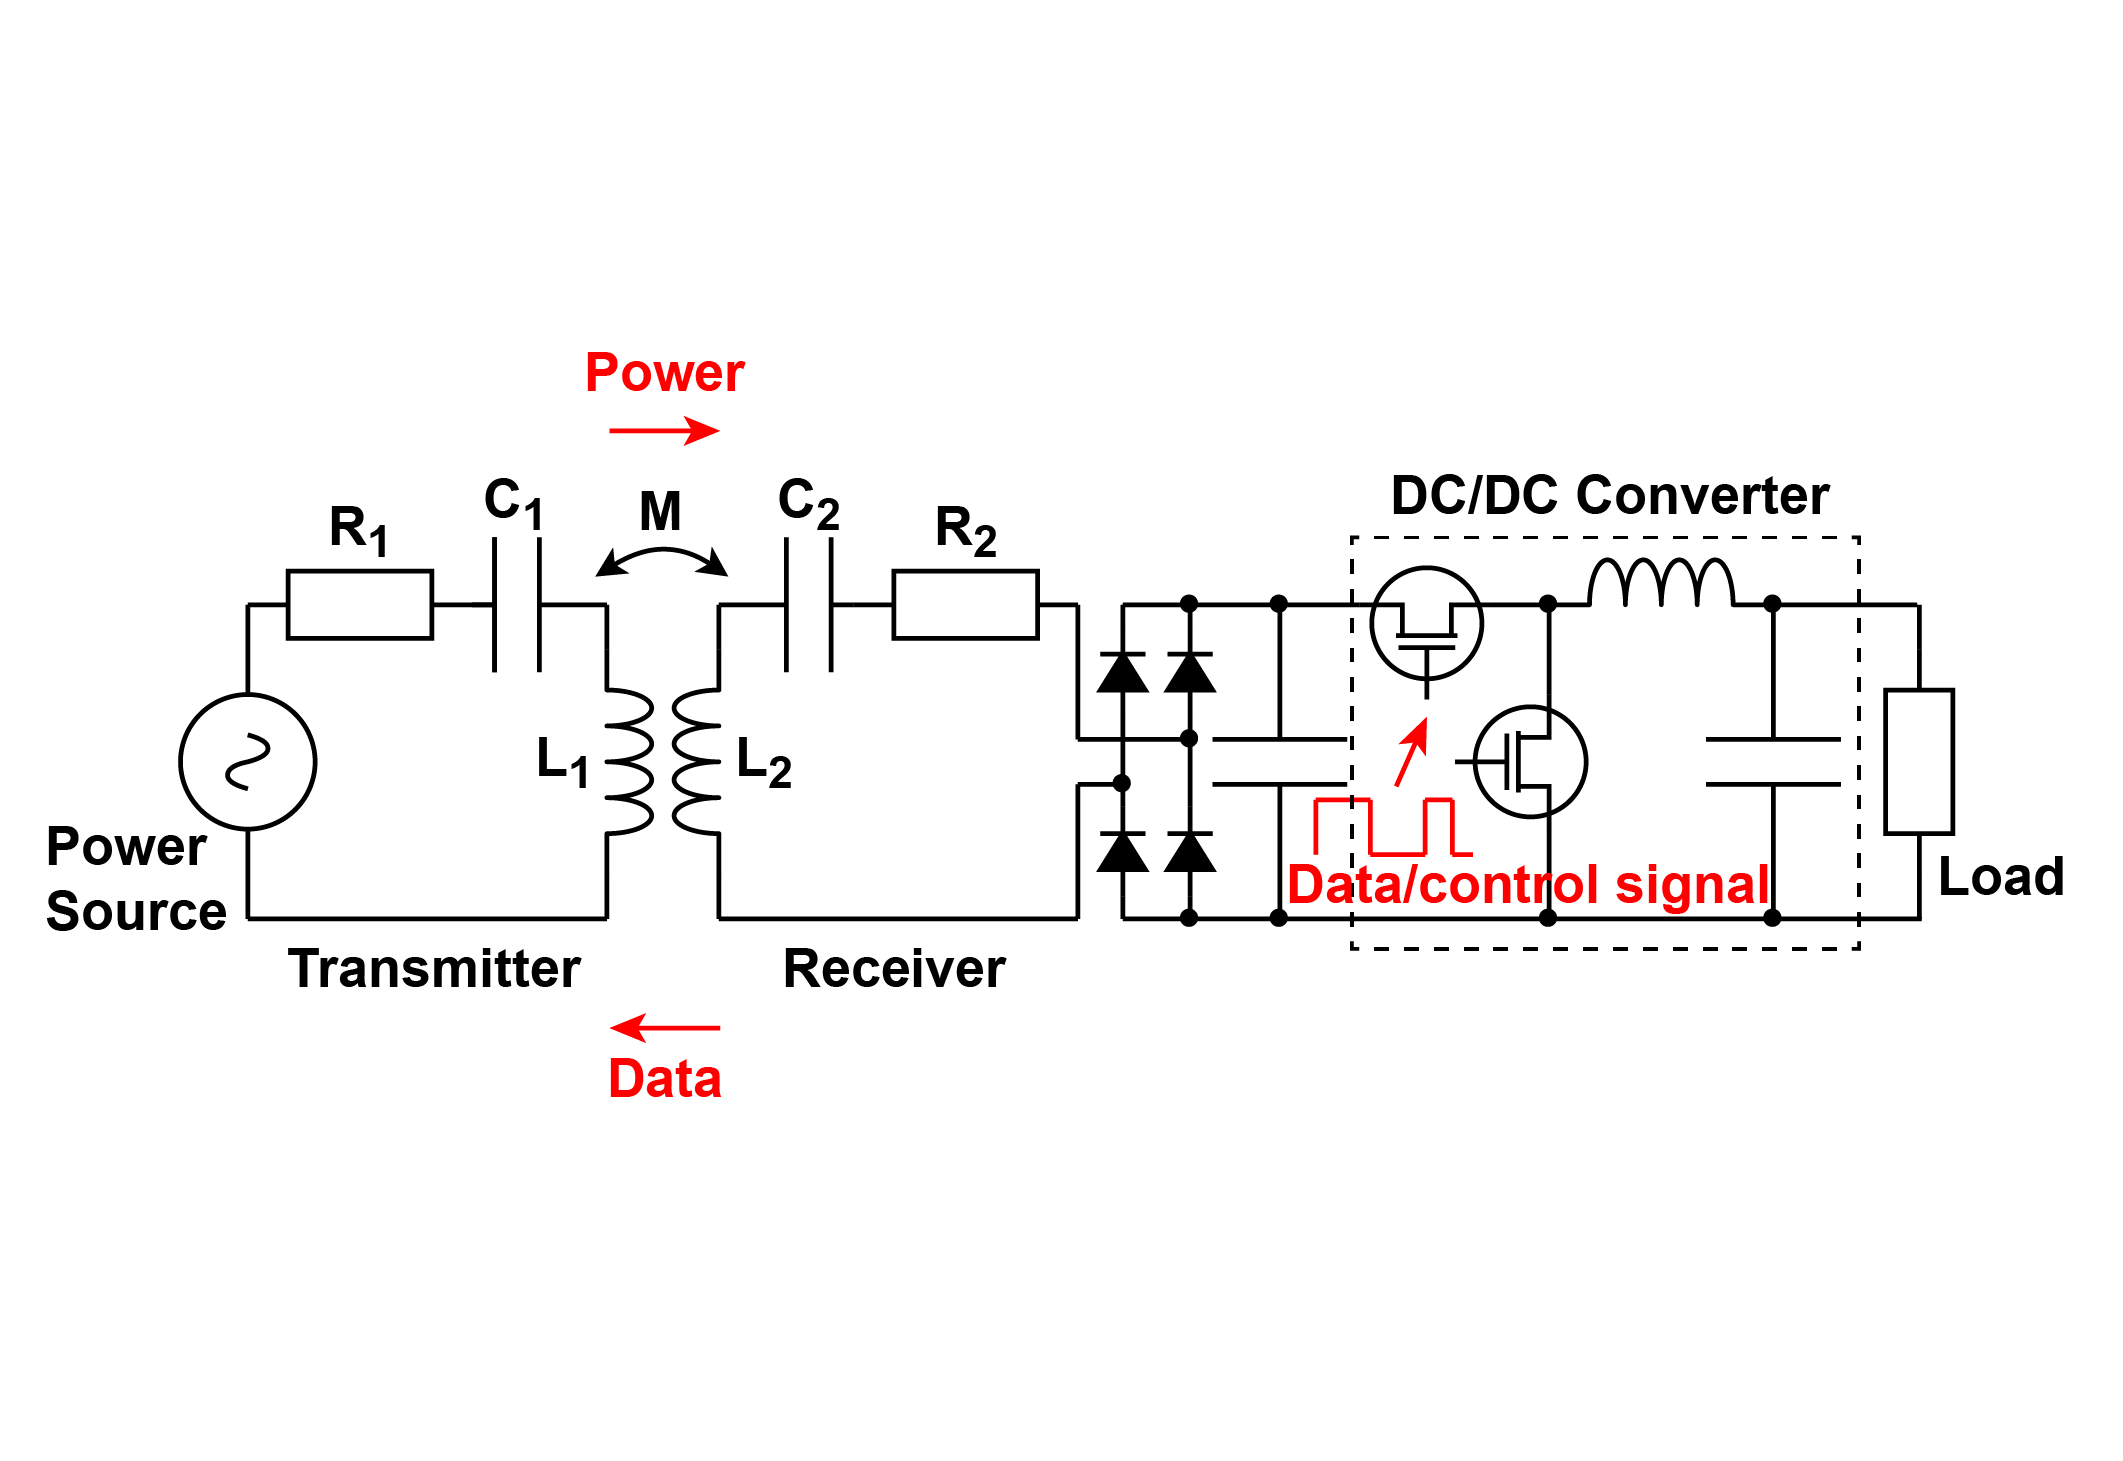 Power
C1
M
C2
DC/DC Converter
R1
R2
L1
L2
Power
Source
Data/control signal
Load
Transmitter
Receiver
Data